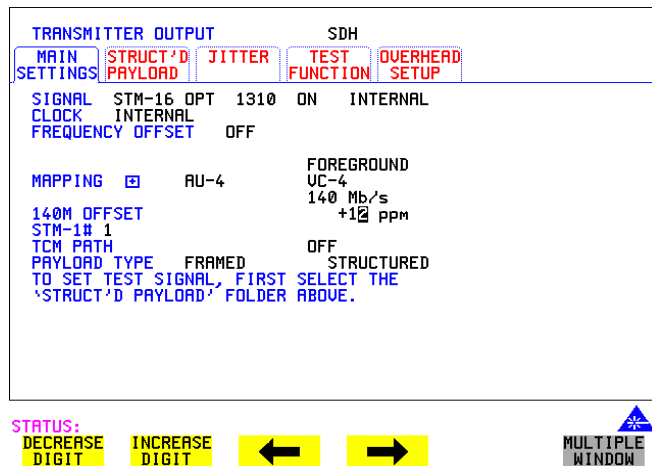 TRANSMITTER OUTPUT SDH
MAIN SETTINGS STRUCT'D PAYLOAD JITTER TEST FUNCTION OVERHEAD SETUP
SIGNAL STM-16 OPT 1310 ON INTERNAL
CLOCK INTERNAL
FREQUENCY OFFSET OFF
FOREGROUND
MAPPING + AU-4 VC-4
140 Mb/s
140M OFFSET +12 ppm
STM-1# 1
TCM PATH OFF
PAYLOAD TYPE FRAMED STRUCTURED
TO SET TEST SIGNAL, FIRST SELECT THE
'STRUCT'D PAYLOAD' FOLDER ABOVE.
STATUS:
DECREASE DIGIT INCREASE DIGIT MULTIPLE WINDOW